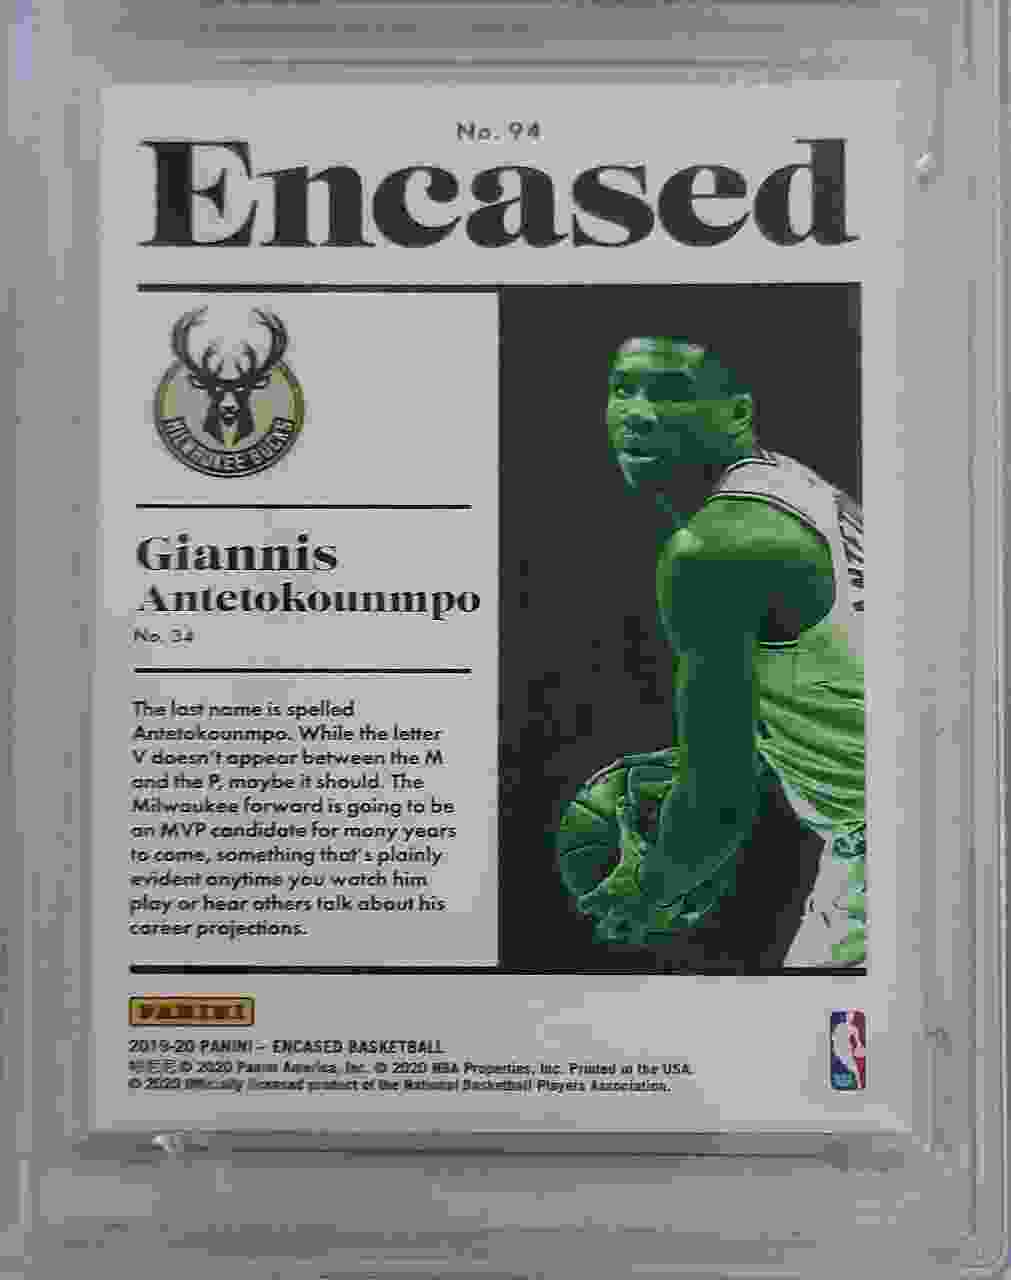 No. 94
Encased
MILWAUKEE BUCKS
Giannis
Antetokounmpo
No. 34
The last name is spelled
Antetokounmpo. While the letter
V doesn't appear between the M
and the P, maybe it should. The
Milwaukee forward is going to be
an MVP candidate for many years
to come, something that's plainly
evident anytime you watch him
play or hear others talk about his
career projections.
PANINI
2019-20 PANINI – ENCASED BASKETBALL
© 2020 Panini America, Inc. © 2020 NBA Properties, Inc. Printed in the USA.
© 2020 Officially licensed product of the National Basketball Players Association.